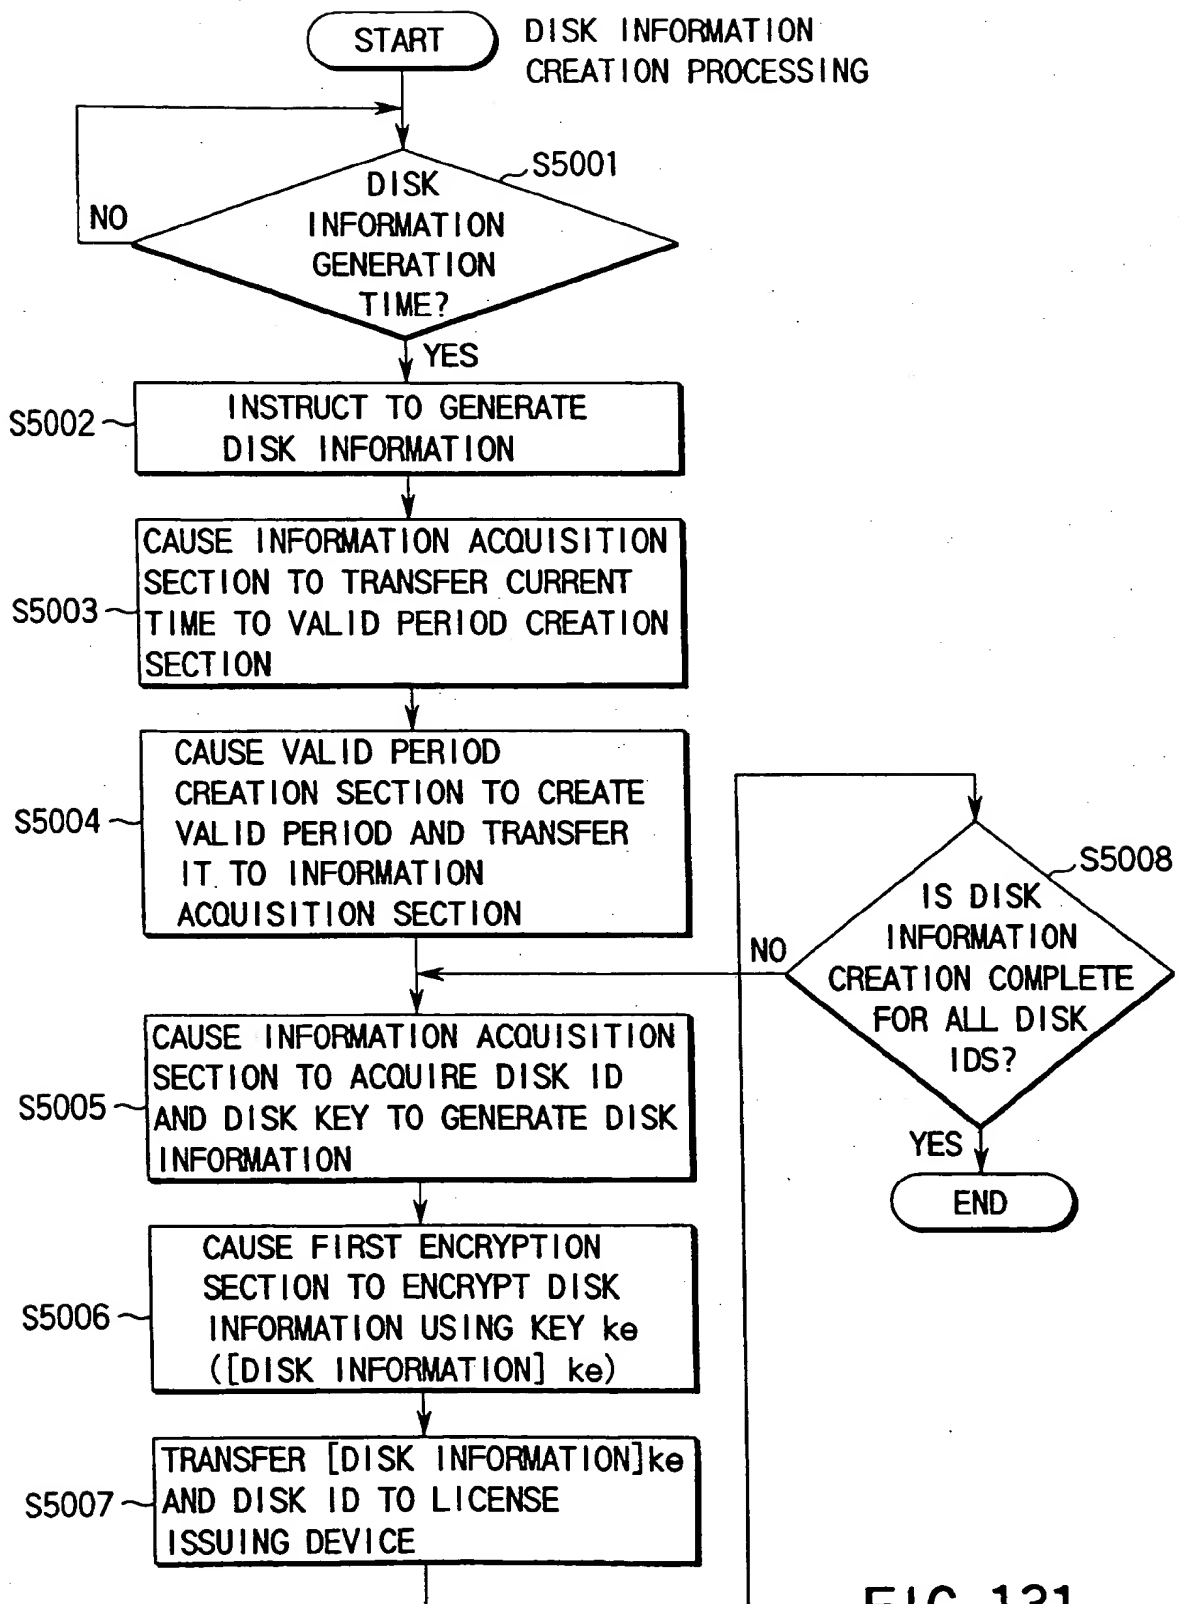 START
DISK INFORMATION
CREATION PROCESSING
S5001
DISK
INFORMATION
GENERATION
TIME?
NO
YES
S5002
INSTRUCT TO GENERATE
DISK INFORMATION
S5003
CAUSE INFORMATION ACQUISITION
SECTION TO TRANSFER CURRENT
TIME TO VALID PERIOD CREATION
SECTION
S5004
CAUSE VALID PERIOD
CREATION SECTION TO CREATE
VALID PERIOD AND TRANSFER
IT TO INFORMATION
ACQUISITION SECTION
S5005
CAUSE INFORMATION ACQUISITION
SECTION TO ACQUIRE DISK ID
AND DISK KEY TO GENERATE DISK
INFORMATION
S5006
CAUSE FIRST ENCRYPTION
SECTION TO ENCRYPT DISK
INFORMATION USING KEY ke
([DISK INFORMATION] ke)
S5007
TRANSFER [DISK INFORMATION]ke
AND DISK ID TO LICENSE
ISSUING DEVICE
S5008
IS DISK
INFORMATION
CREATION COMPLETE
FOR ALL DISK
IDS?
NO
YES
END
FIG. 131